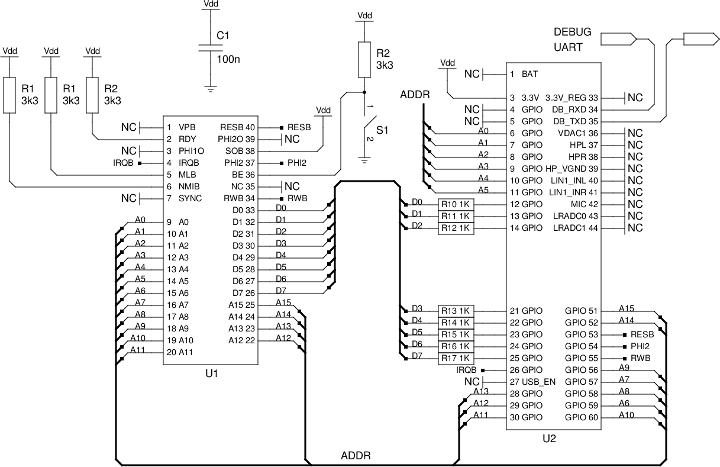 Vdd
C1
100n
Vdd
R2
3k3
DEBUG
UART
Vdd
Vdd
R1
3k3
R1
3k3
R2
3k3
Vdd
Vdd
ADDR
1
S1
2
U1
NC 1 VPB RESB 40 RESB
2 RDY PHI2O 39 NC
NC 3 PHI1O SOB 38
IRQB 4 IRQB PHI2 37 PHI2
5 MLB BE 36
6 NMIB NC 35 NC
NC 7 SYNC RWB 34 RWB
D0 33 D0
A0 9 A0 D1 32 D1
A1 10 A1 D2 31 D2
A2 11 A2 D3 30 D3
A3 12 A3 D4 29 D4
A4 13 A4 D5 28 D5
A5 14 A5 D6 27 D6
A6 15 A6 D7 26 D7
A7 16 A7 A15 25 A15
A8 17 A8 A14 24 A14
A9 18 A9 A13 23 A13
A10 19 A10 A12 22 A12
A11 20 A11
NC 1 BAT
3 3.3V 3.3V_REG 33 NC
NC 4 GPIO DB_RXD 34
NC 5 GPIO DB_TXD 35
A0 6 GPIO VDAC1 36 NC
A1 7 GPIO HPL 37 NC
A2 8 GPIO HPR 38 NC
A3 9 GPIO HP_VGND 39 NC
A4 10 GPIO LIN1_INL 40 NC
A5 11 GPIO LIN1_INR 41 NC
D0 R10 1K 12 GPIO MIC 42 NC
D1 R11 1K 13 GPIO LRADC0 43 NC
D2 R12 1K 14 GPIO LRADC1 44 NC
D3 R13 1K 21 GPIO GPIO 51 A15
D4 R14 1K 22 GPIO GPIO 52 A14
D5 R15 1K 23 GPIO GPIO 53 RESB
D6 R16 1K 24 GPIO GPIO 54 PHI2
D7 R17 1K 25 GPIO GPIO 55 RWB
IRQB 26 GPIO GPIO 56 A9
NC 27 USB_EN GPIO 57 A7
A13 28 GPIO GPIO 58 A8
A12 29 GPIO GPIO 59 A6
A11 30 GPIO GPIO 60 A10
U2
ADDR